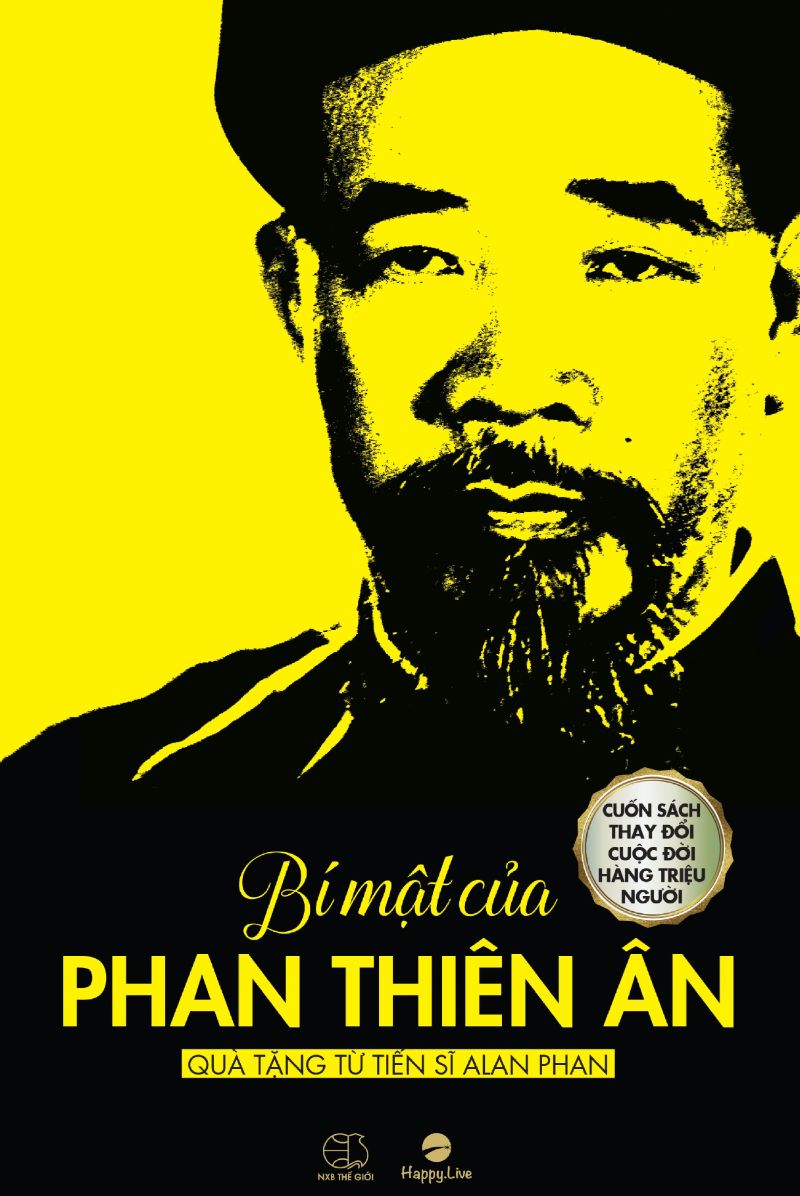 CUỐN SÁCH
THAY ĐỔI
CUỘC ĐỜI
HÀNG TRIỆU
NGƯỜI
Bí mật của
PHAN THIÊN ÂN
QUÀ TẶNG TỪ TIẾN SĨ ALAN PHAN
NXB THẾ GIỚI
Happy.Live